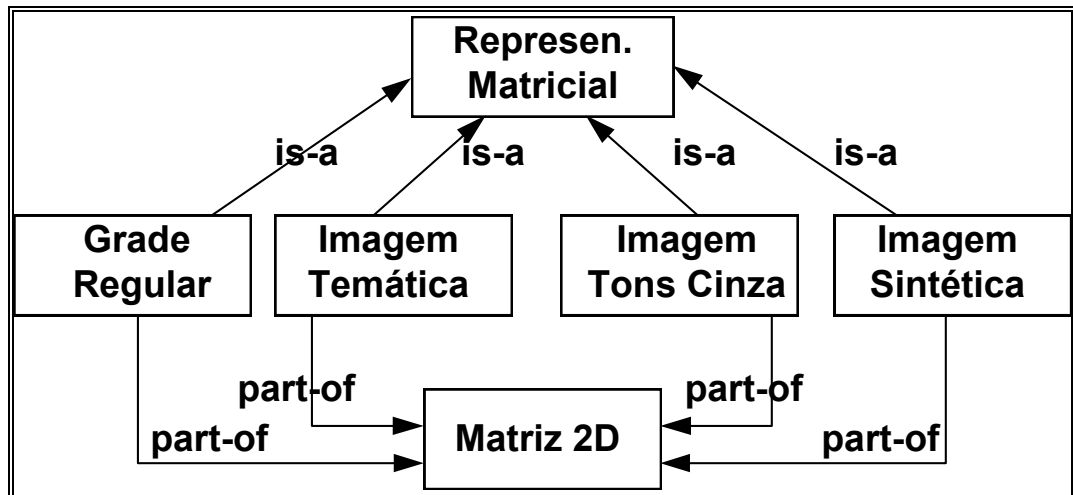 Represen.
Matricial
is-a
is-a
is-a
is-a
Grade
Regular
Imagem
Temática
Imagem
Tons Cinza
Imagem
Sintética
part-of
part-of
part-of
Matriz 2D
part-of